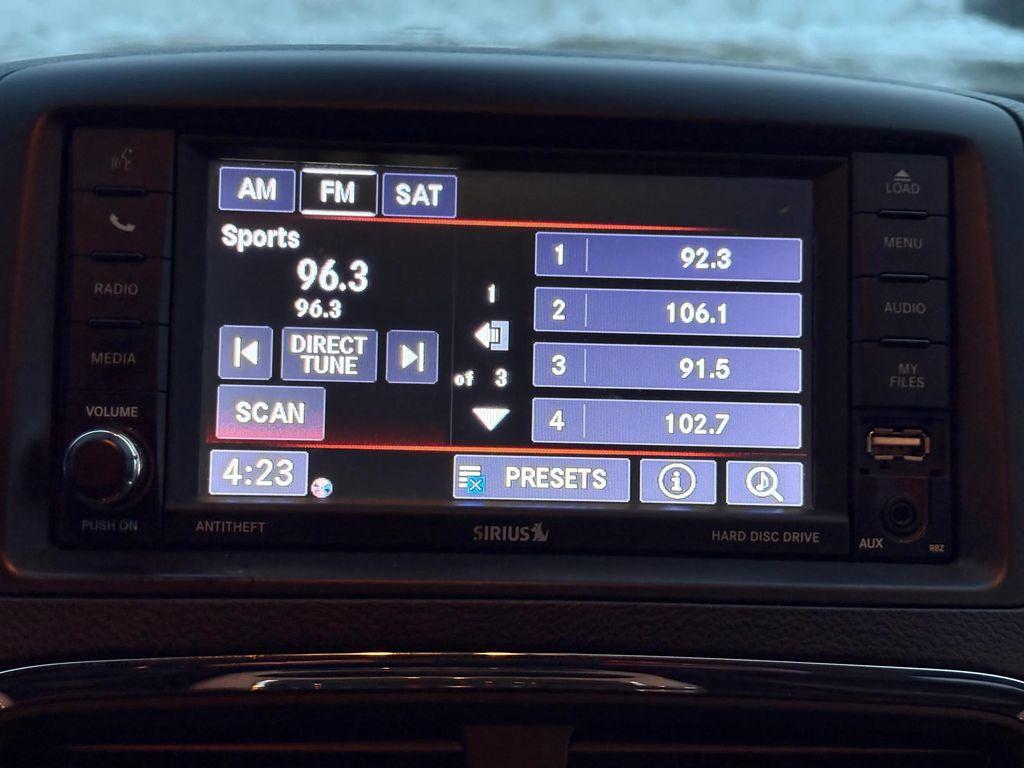 AM FM SAT
Sports
96.3
96.3
DIRECT
TUNE
SCAN
4:23
1
of 3
1 92.3
2 106.1
3 91.5
4 102.7
PRESETS
i
RADIO
MEDIA
VOLUME
PUSH ON
ANTITHEFT
SIRIUS
HARD DISC DRIVE
LOAD
MENU
AUDIO
MY
FILES
AUX
RBZ